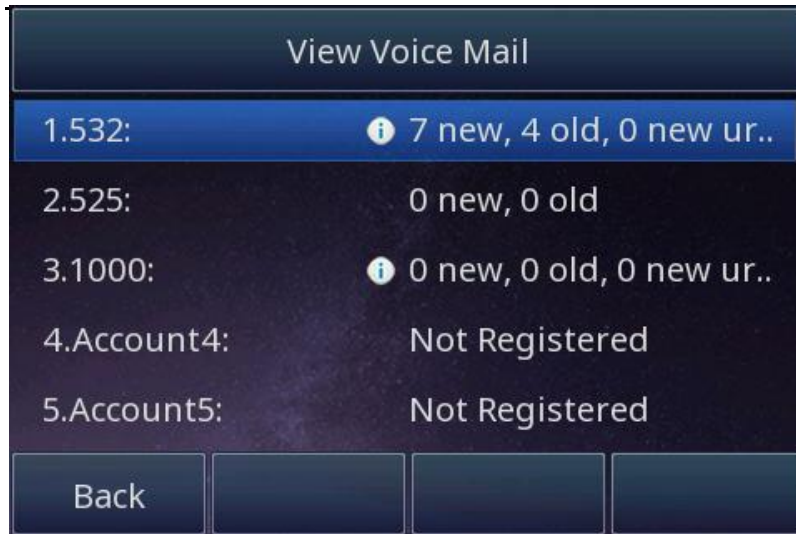 View Voice Mail
1.532: 7 new, 4 old, 0 new ur..
2.525: 0 new, 0 old
3.1000: 0 new, 0 old, 0 new ur..
4.Account4: Not Registered
5.Account5: Not Registered
Back